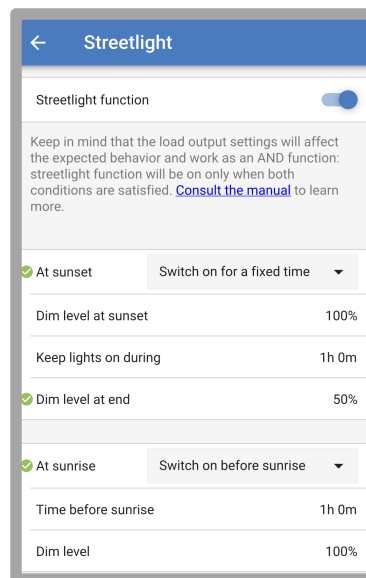 Streetlight
Streetlight function
Keep in mind that the load output settings will affect
the expected behavior and work as an AND function:
streetlight function will be on only when both
conditions are satisfied. Consult the manual to learn
more.
At sunset Switch on for a fixed time
Dim level at sunset 100%
Keep lights on during 1h 0m
Dim level at end 50%
At sunrise Switch on before sunrise
Time before sunrise 1h 0m
Dim level 100%